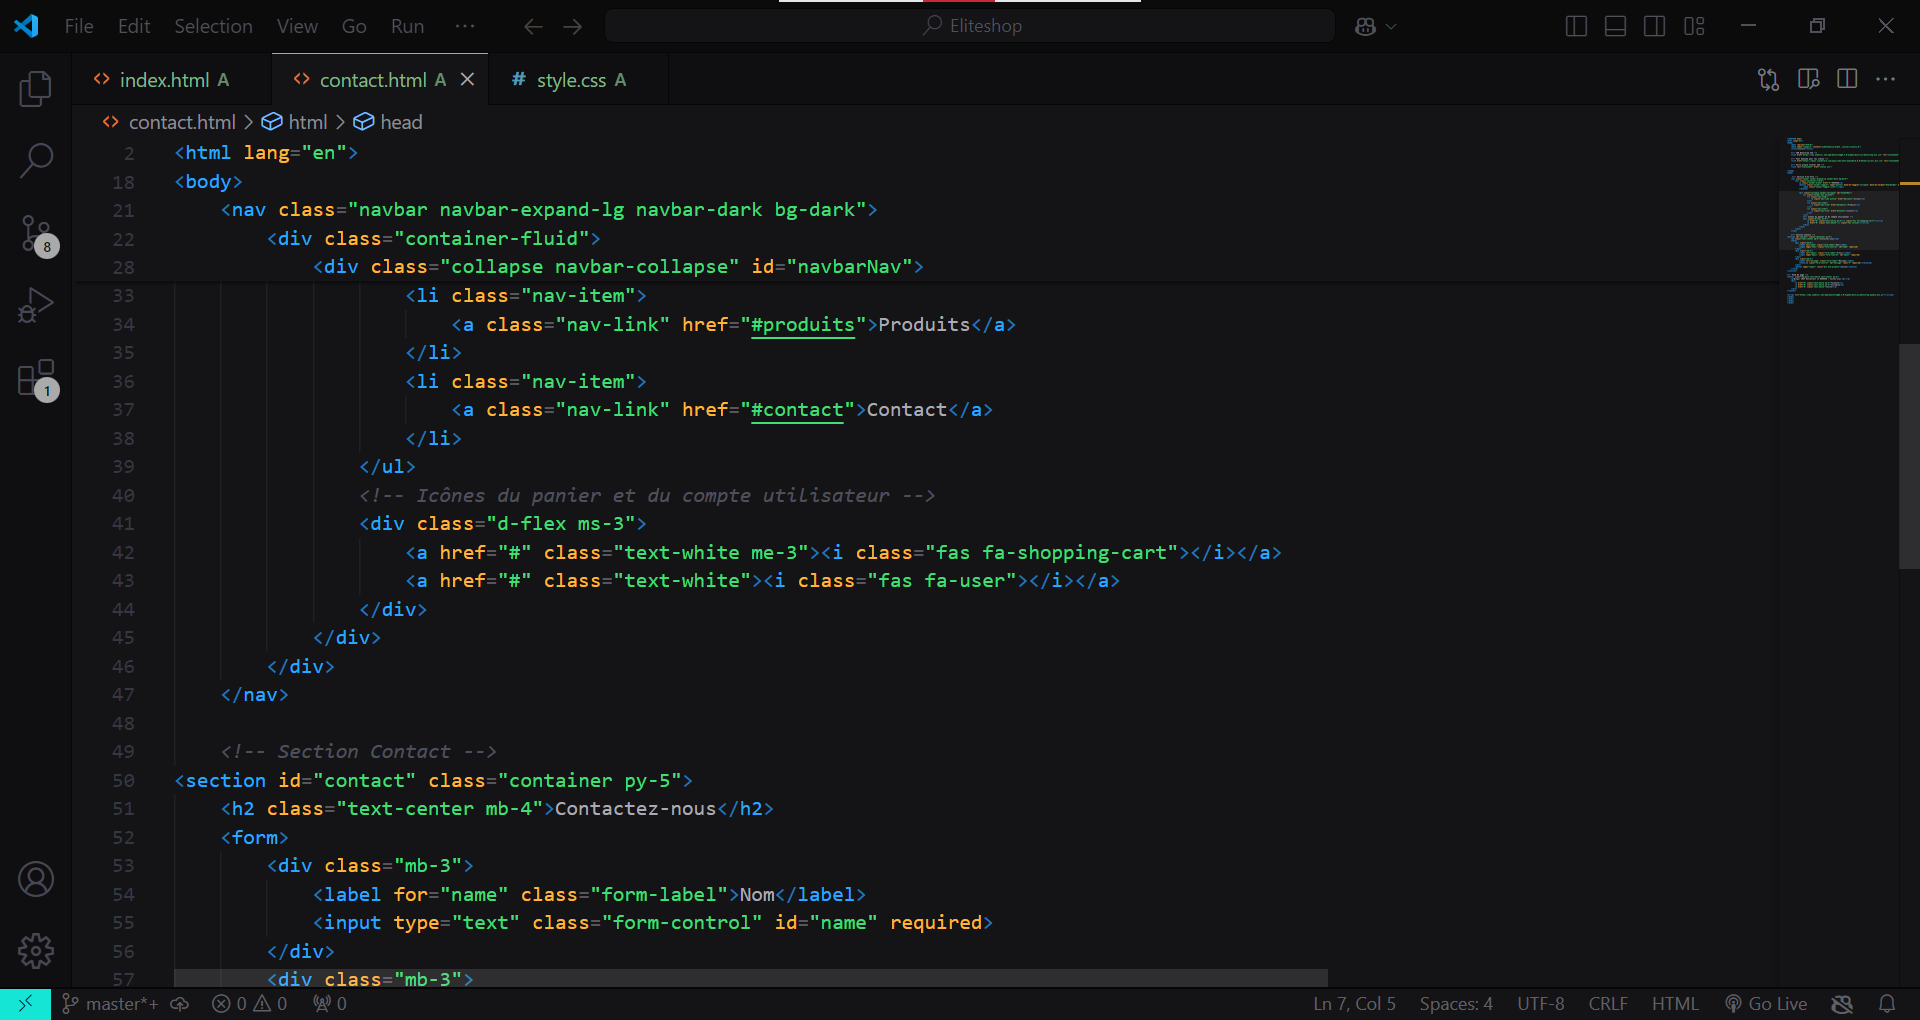 File Edit Selection View Go Run ··· Eliteshop
index.html A contact.html A style.css A
contact.html > html > head
2 <html lang="en">
18 <body>
21 <nav class="navbar navbar-expand-lg navbar-dark bg-dark">
22 <div class="container-fluid">
28 <div class="collapse navbar-collapse" id="navbarNav">
33 <li class="nav-item">
34 <a class="nav-link" href="#produits">Produits</a>
35 </li>
36 <li class="nav-item">
37 <a class="nav-link" href="#contact">Contact</a>
38 </li>
39 </ul>
40 <!-- Icônes du panier et du compte utilisateur -->
41 <div class="d-flex ms-3">
42 <a href="#" class="text-white me-3"><i class="fas fa-shopping-cart"></i></a>
43 <a href="#" class="text-white"><i class="fas fa-user"></i></a>
44 </div>
45 </div>
46 </div>
47 </nav>
48
49 <!-- Section Contact -->
50 <section id="contact" class="container py-5">
51 <h2 class="text-center mb-4">Contactez-nous</h2>
52 <form>
53 <div class="mb-3">
54 <label for="name" class="form-label">Nom</label>
55 <input type="text" class="form-control" id="name" required>
56 </div>
57 <div class="mb-3">
8
1
master*+ 0 0 0 Ln 7, Col 5 Spaces: 4 UTF-8 CRLF HTML Go Live